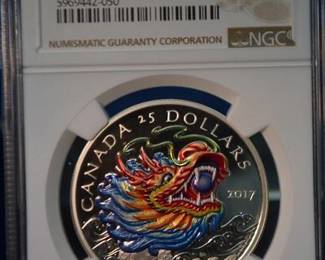 5969442-050
NUMISMATIC GUARANTY CORPORATION
NGC
CANADA 25 DOLLARS
2017